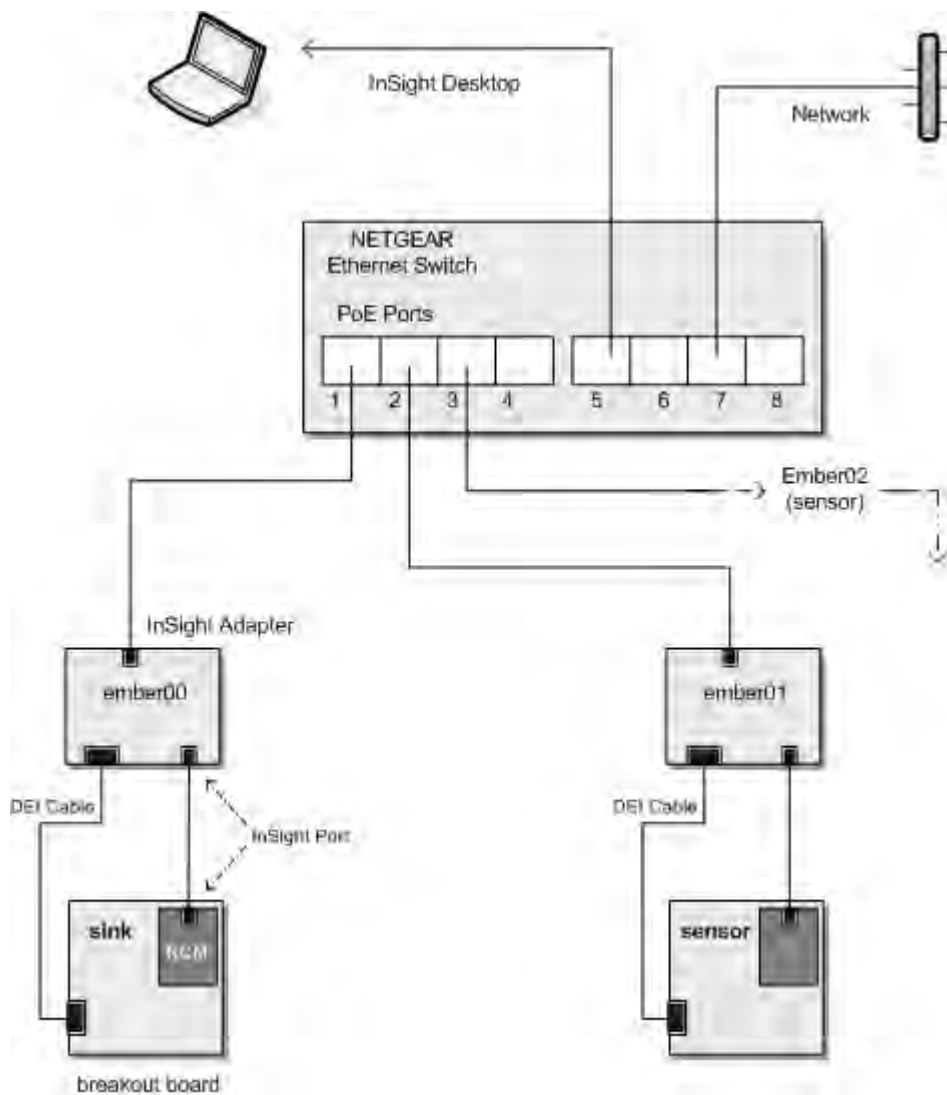 InSight Desktop
Network
NETGEAR
Ethernet Switch
PoE Ports
1 2 3 4 5 6 7 8
Ember02
(sensor)
InSight Adapter
ember00
ember01
DEI Cable
DEI Cable
InSight Port
sink
RCM
sensor
breakout board